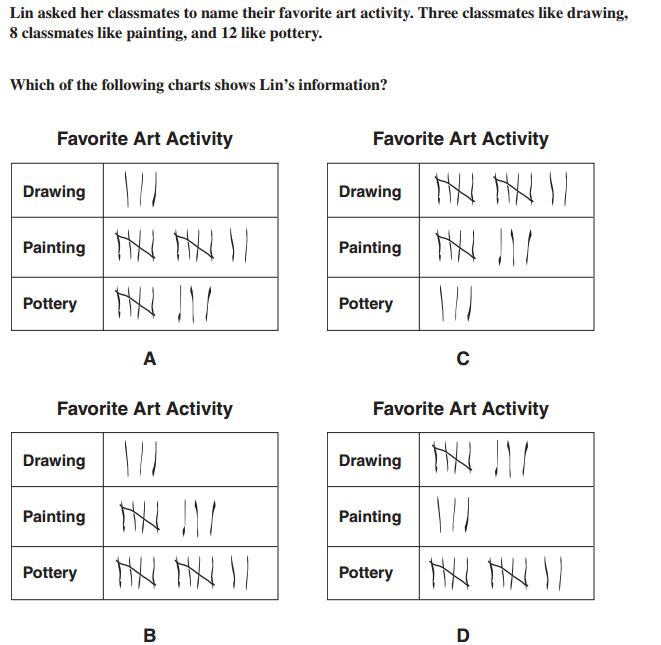 Lin asked her classmates to name their favorite art activity. Three classmates like drawing,
8 classmates like painting, and 12 like pottery.
Which of the following charts shows Lin’s information?
Favorite Art Activity
Drawing
Painting
Pottery
A
Favorite Art Activity
Drawing
Painting
Pottery
C
Favorite Art Activity
Drawing
Painting
Pottery
B
Favorite Art Activity
Drawing
Painting
Pottery
D